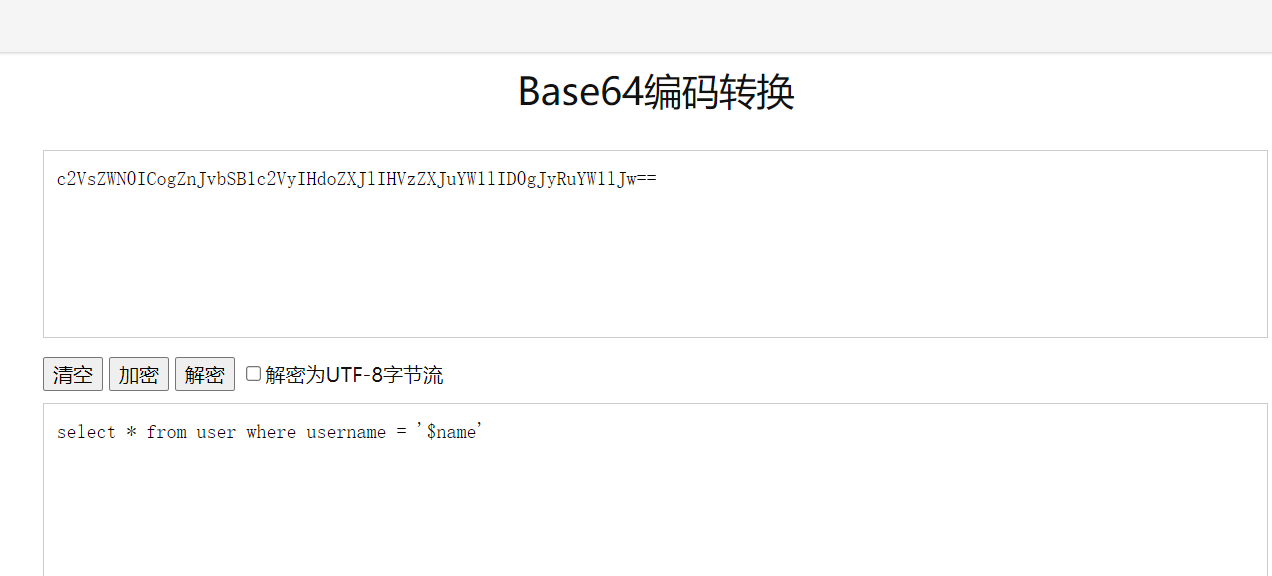 Base64编码转换
c2VsZWN0ICogZnJvbSB1c2VyIHdoZXJlIHVzZXJuYW1lID0gJyRuYW1lJw==
清空 加密 解密 解密为UTF-8字节流
select * from user where username = '$name'